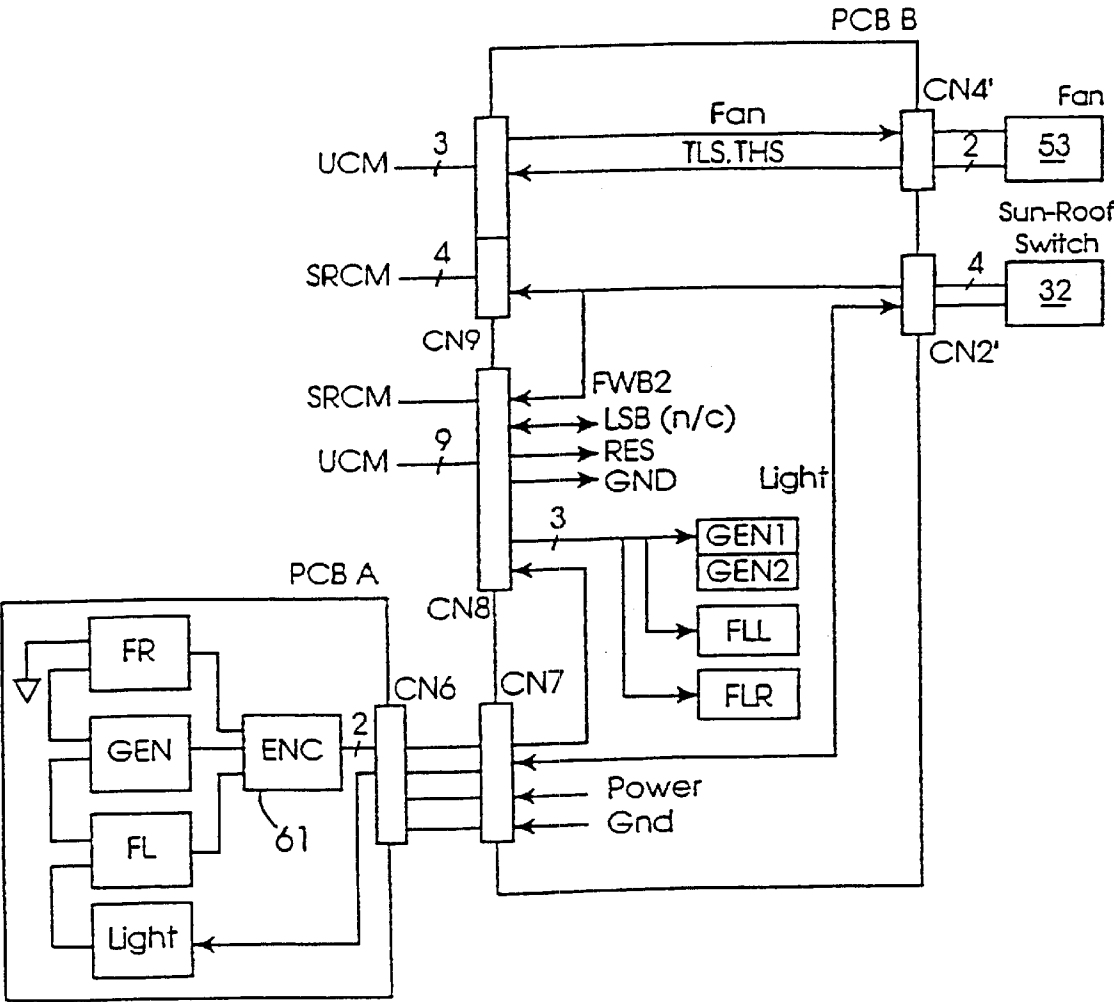 PCB B
CN4'
Fan
Fan
53
3
UCM
TLS.THS
2
Sun-Roof
Switch
4
SRCM
4
32
CN9
CN2'
FWB2
SRCM
LSB (n/c)
9
UCM
RES
GND
Light
3
GEN1
GEN2
PCB A
CN8
FLL
FR
CN6
CN7
FLR
2
GEN
ENC
Power
Gnd
61
FL
Light